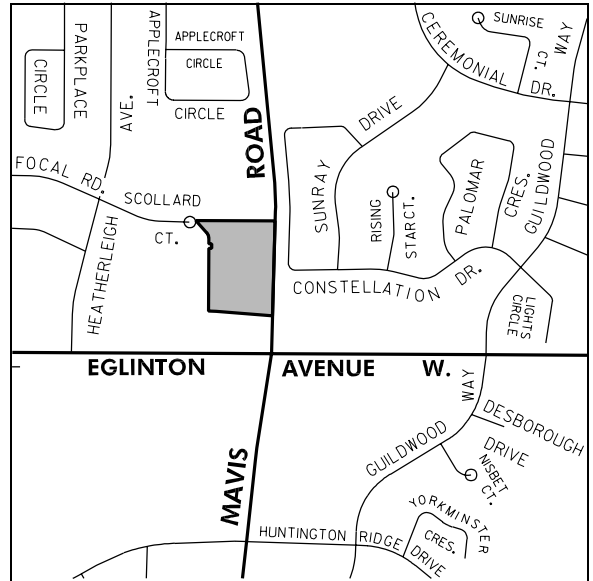 SUNRISE
CT.
WAY
CEREMONIAL
DR.
APPLECROFT
CIRCLE
APPLECROFT
CIRCLE
PARKPLACE
AVE.
CIRCLE
ROAD
DRIVE
SUNRAY
PALOMAR
CRES.
GUILDWOOD
FOCAL RD.
SCOLLARD
CT.
RISING
STARCT.
HEATHERLEIGH
CONSTELLATION
DR.
LIGHTS
CIRCLE
EGLINTON
AVENUE W.
WAY
DESBOROUGH
DRIVE
GUILDWOOD
NISBET
CT.
MAVIS
YORKMINSTER
CRES.
HUNTINGTON RIDGE
DRIVE